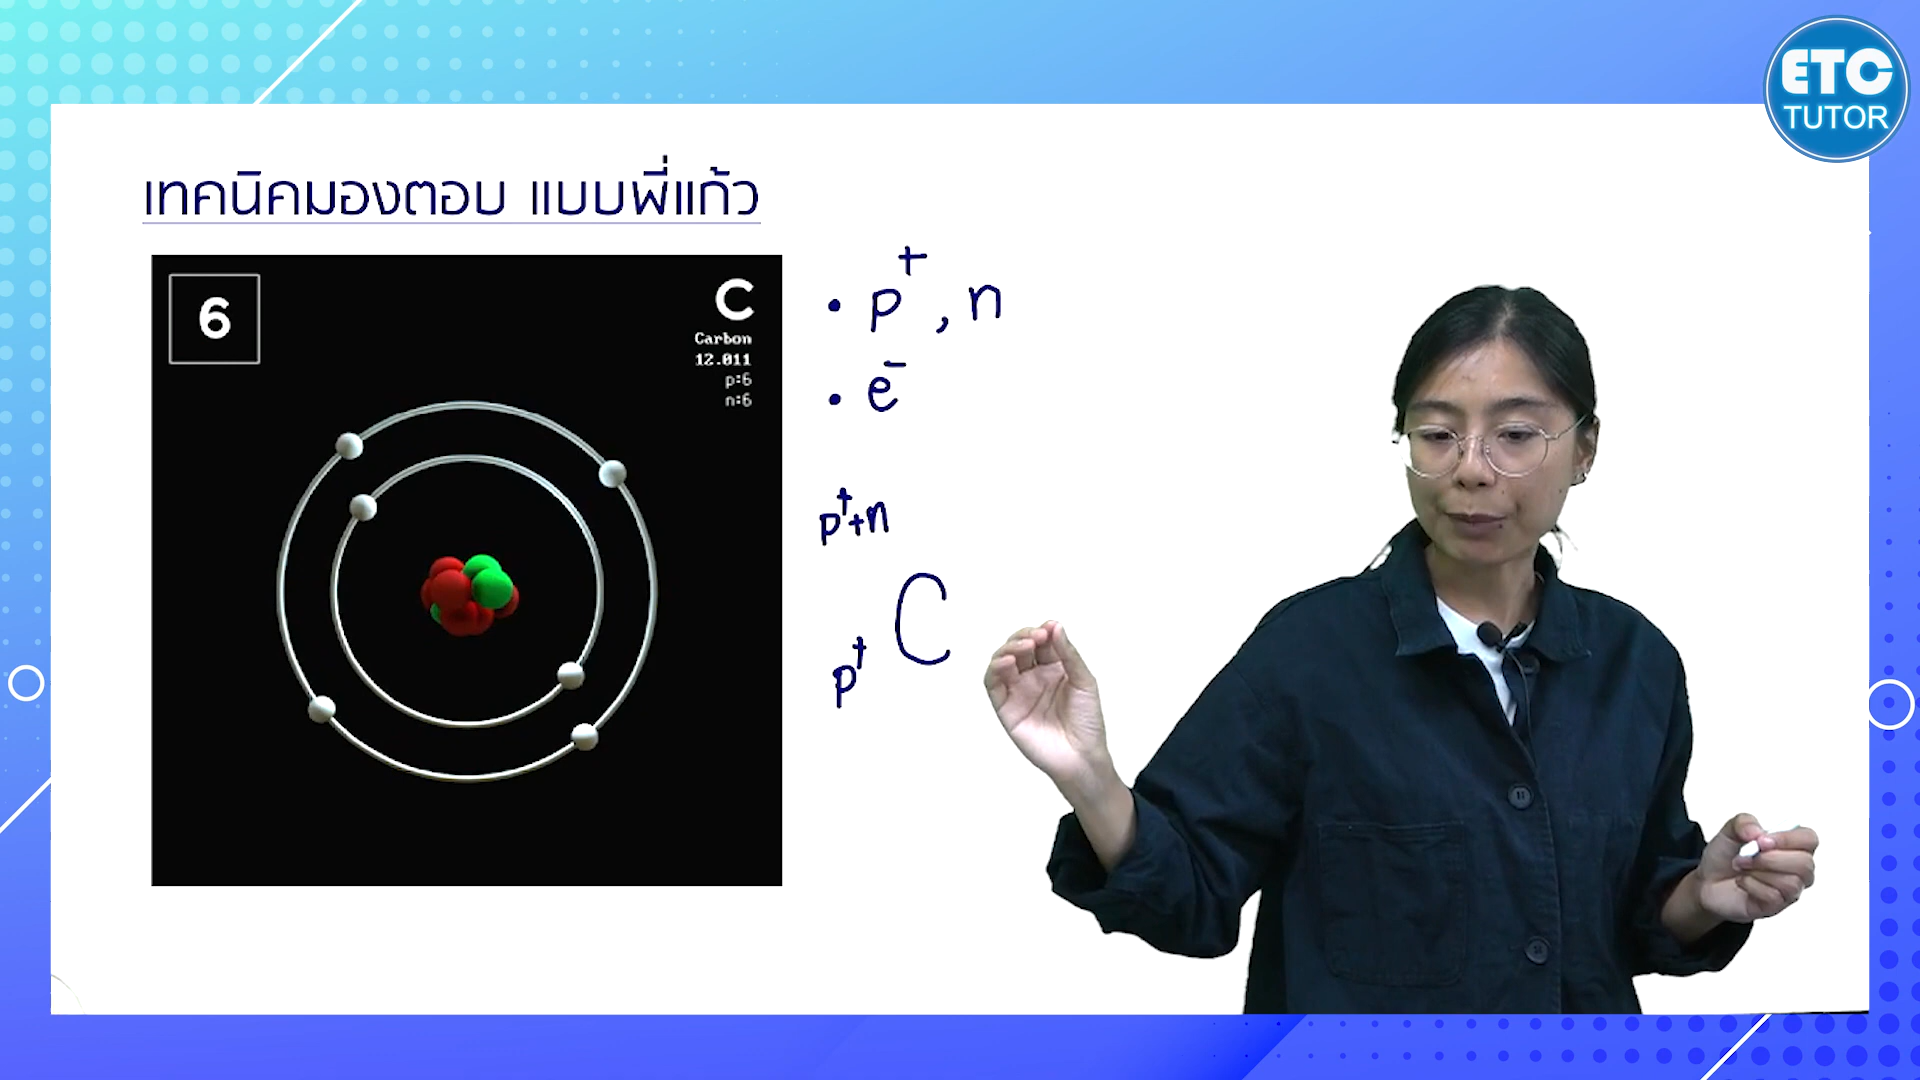 ETC
TUTOR
เทคนิคมองตอบ แบบพี่แก้ว
6
C
Carbon
12.011
p:6
n:6
• p⁺, n
• e⁻
p⁺+n
C
p⁺